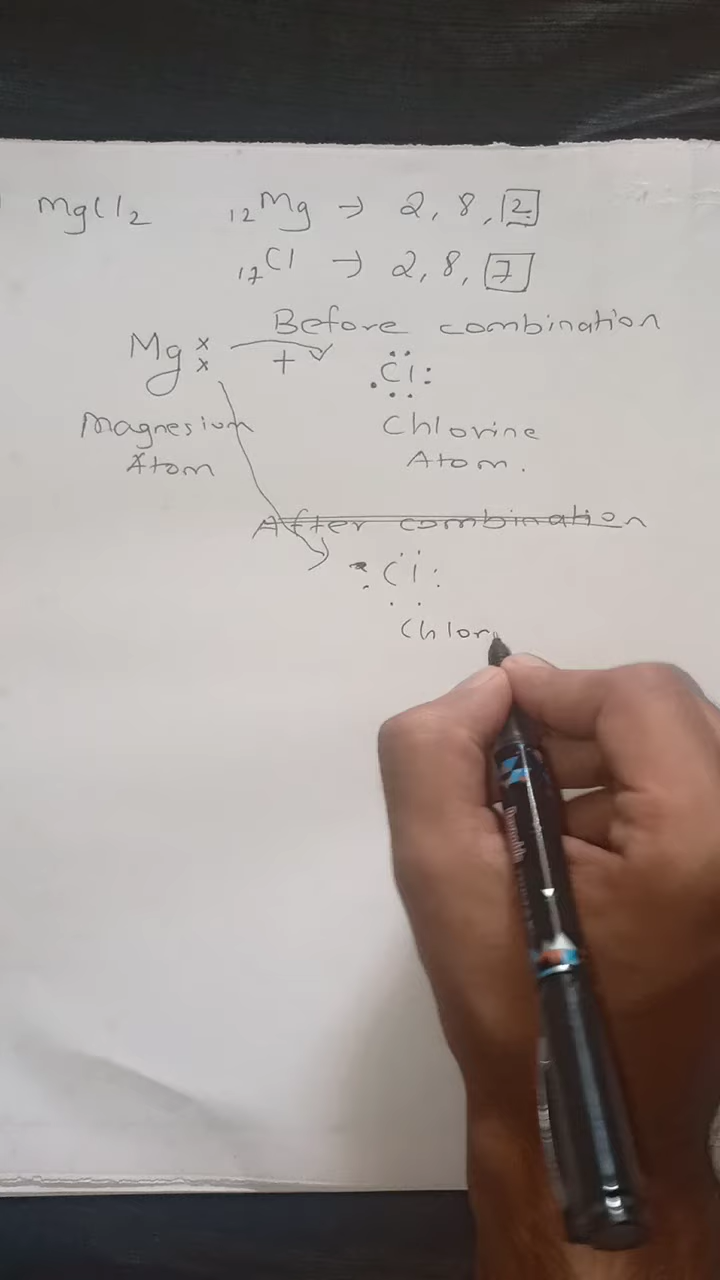 MgCl2 12Mg → 2, 8, 2
17Cl → 2, 8, 7
Before combination
Mg + Cl
Magnesium Chlorine
Atom Atom.
After combination
Cl
Chlor